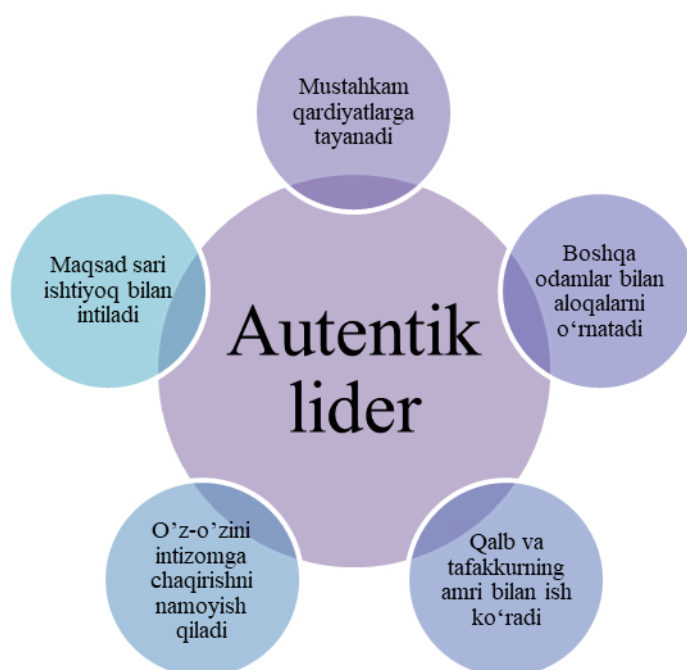 Mustahkam
qardiyatlarga
tayanadi
Boshqa
odamlar bilan
aloqalarni
o‘rnatadi
Qalb va
tafakkurning
amri bilan ish
ko‘radi
O’z-o’zini
intizomga
chaqirishni
namoyish
qiladi
Maqsad sari
ishtiyoq bilan
intiladi
Autentik
lider